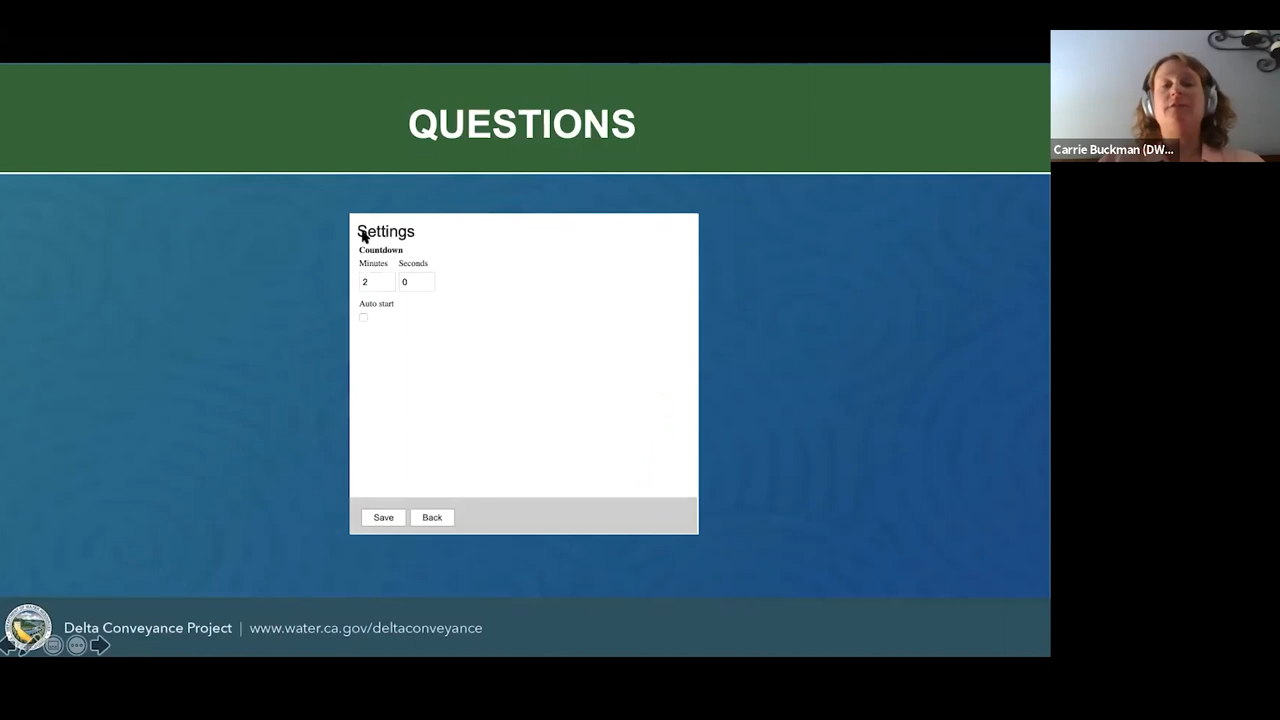 QUESTIONS
Carrie Buckman (DW...
Settings
Countdown
Minutes Seconds
2 0
Auto start
Save Back
Delta Conveyance Project | www.water.ca.gov/deltaconveyance